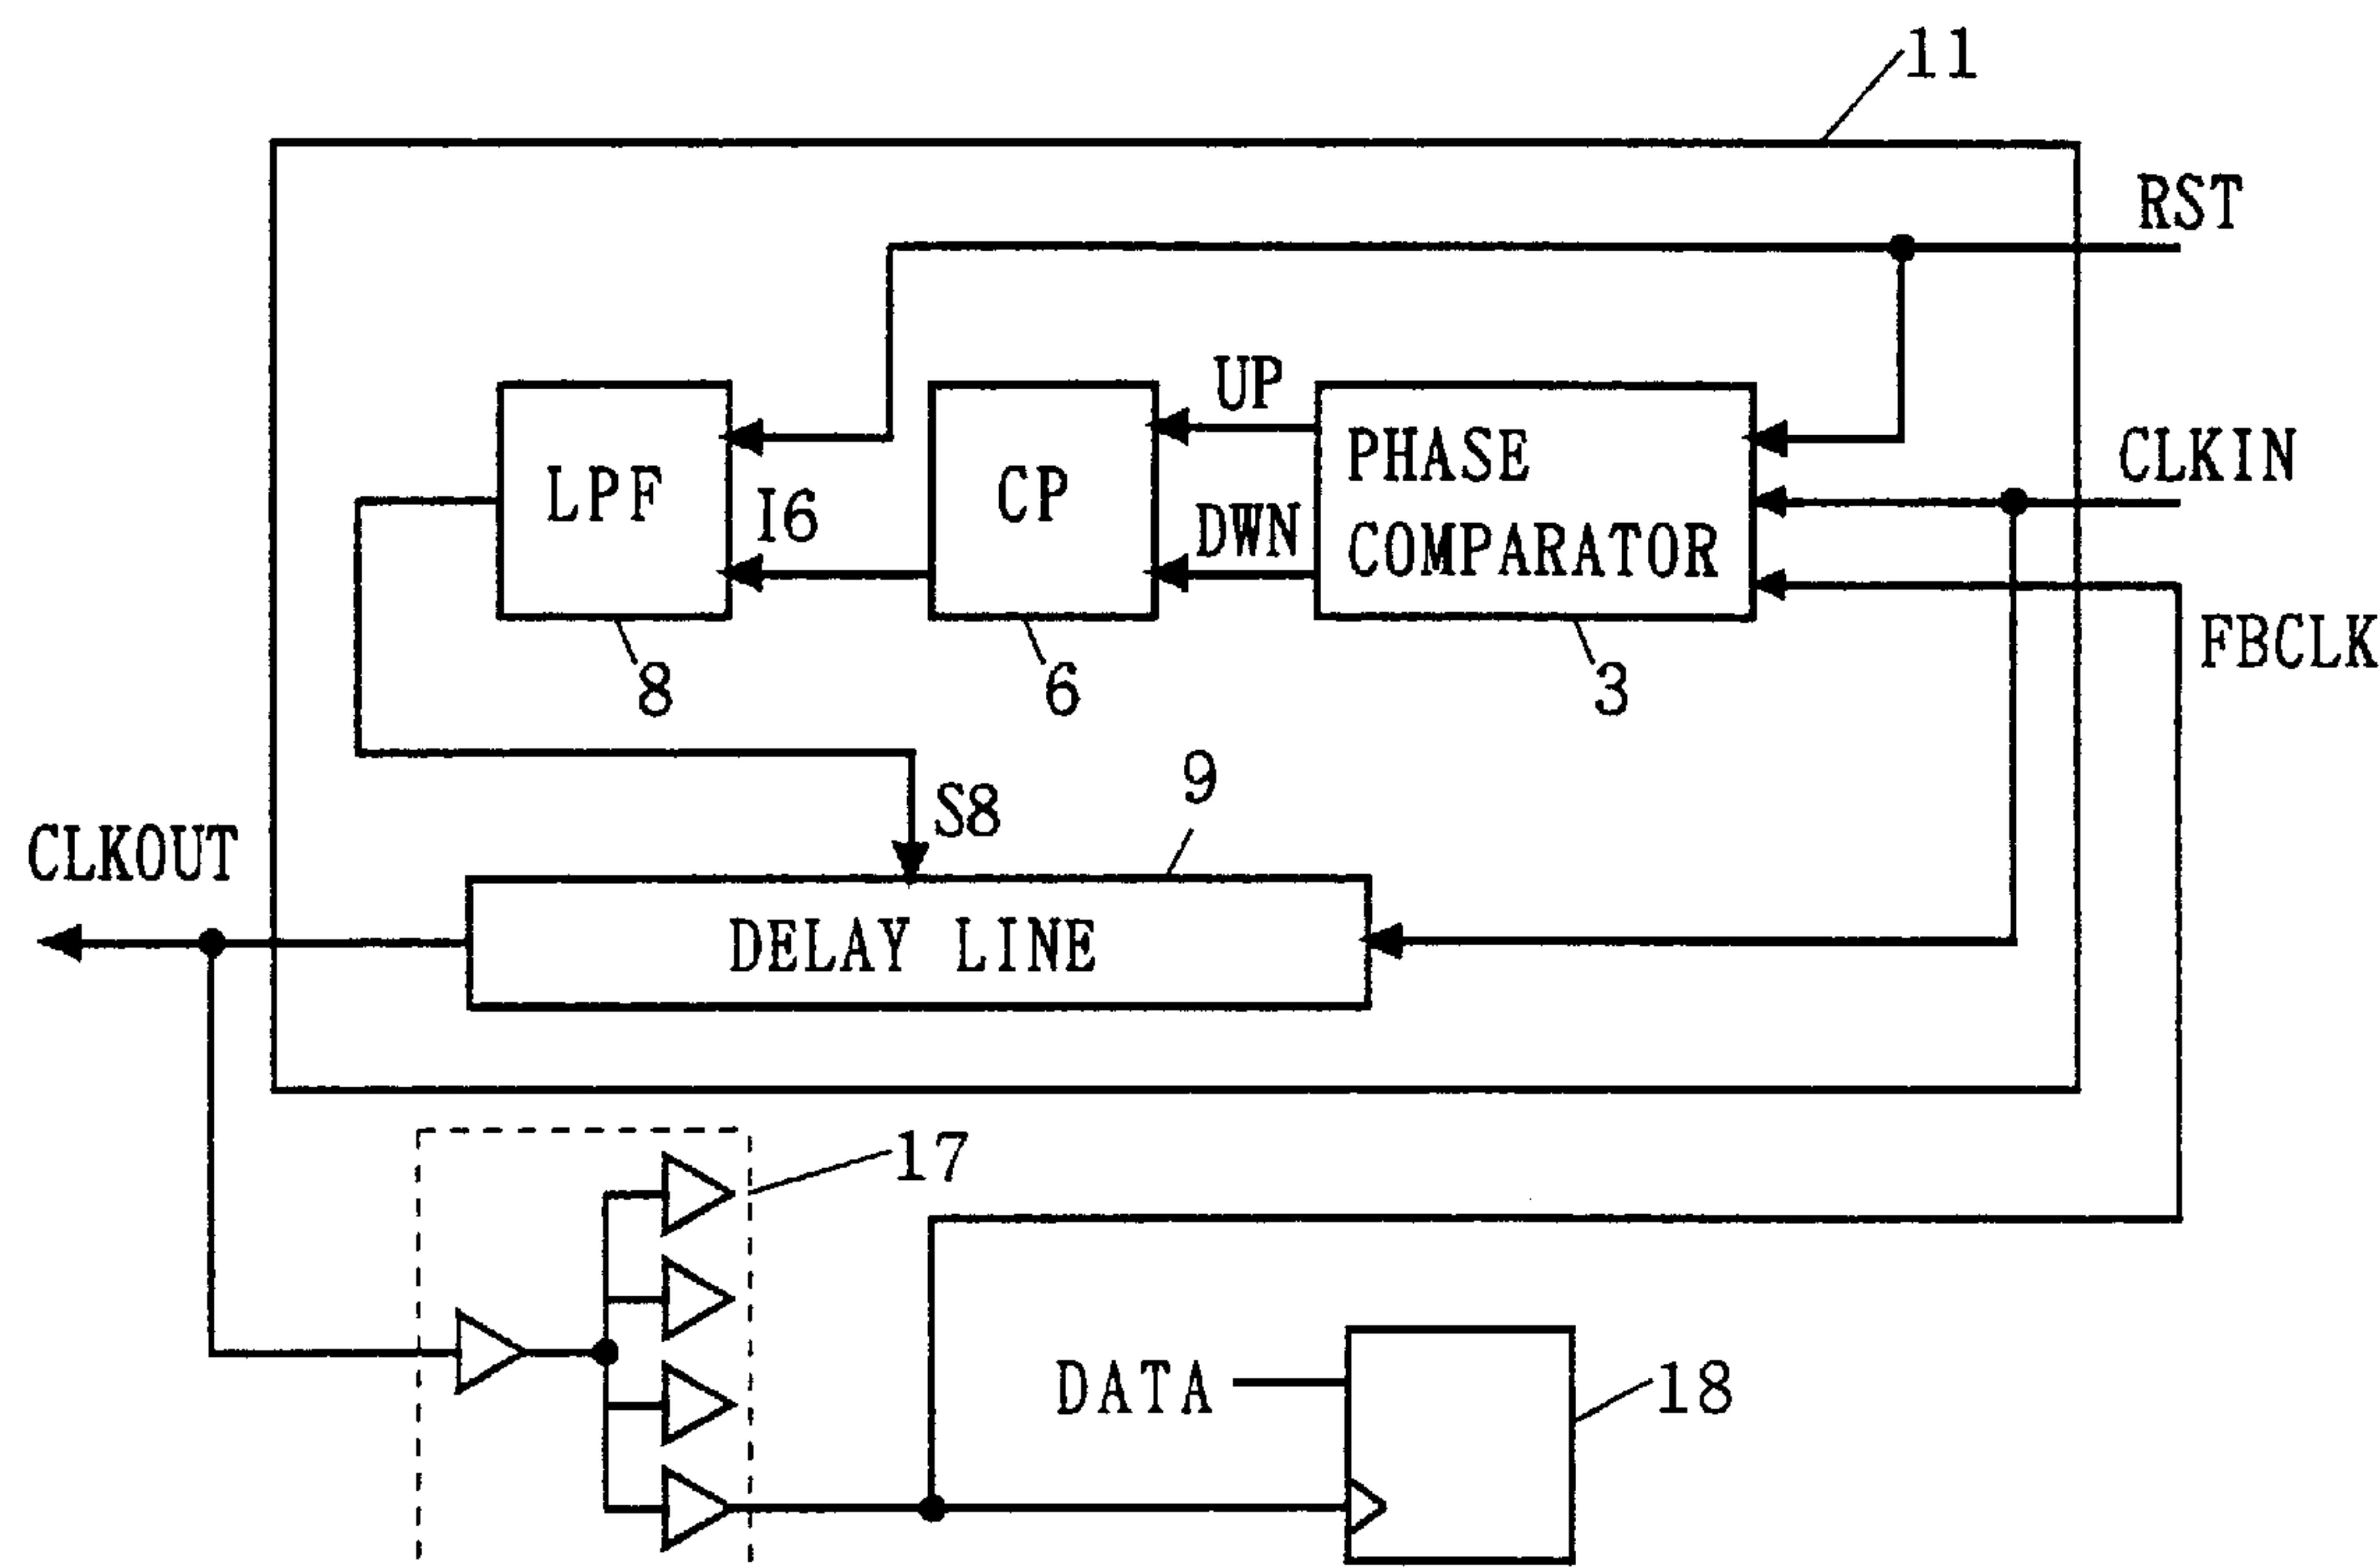 11
RST
UP
PHASE
COMPARATOR
CLKIN
LPF
I6
CP
DWN
FBCLK
8
6
3
S8
9
CLKOUT
DELAY LINE
17
DATA
18